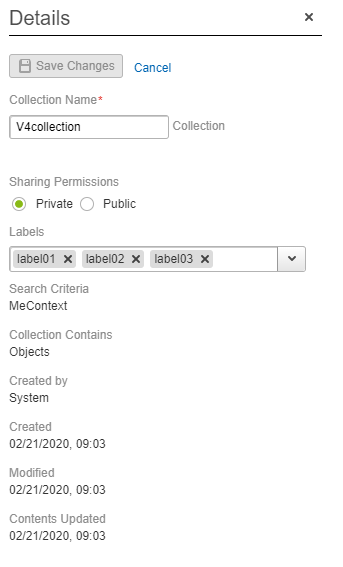 Details
Save Changes Cancel
Collection Name*
V4collection Collection
Sharing Permissions
Private Public
Labels
label01 label02 label03
Search Criteria
MeContext
Collection Contains
Objects
Created by
System
Created
02/21/2020, 09:03
Modified
02/21/2020, 09:03
Contents Updated
02/21/2020, 09:03